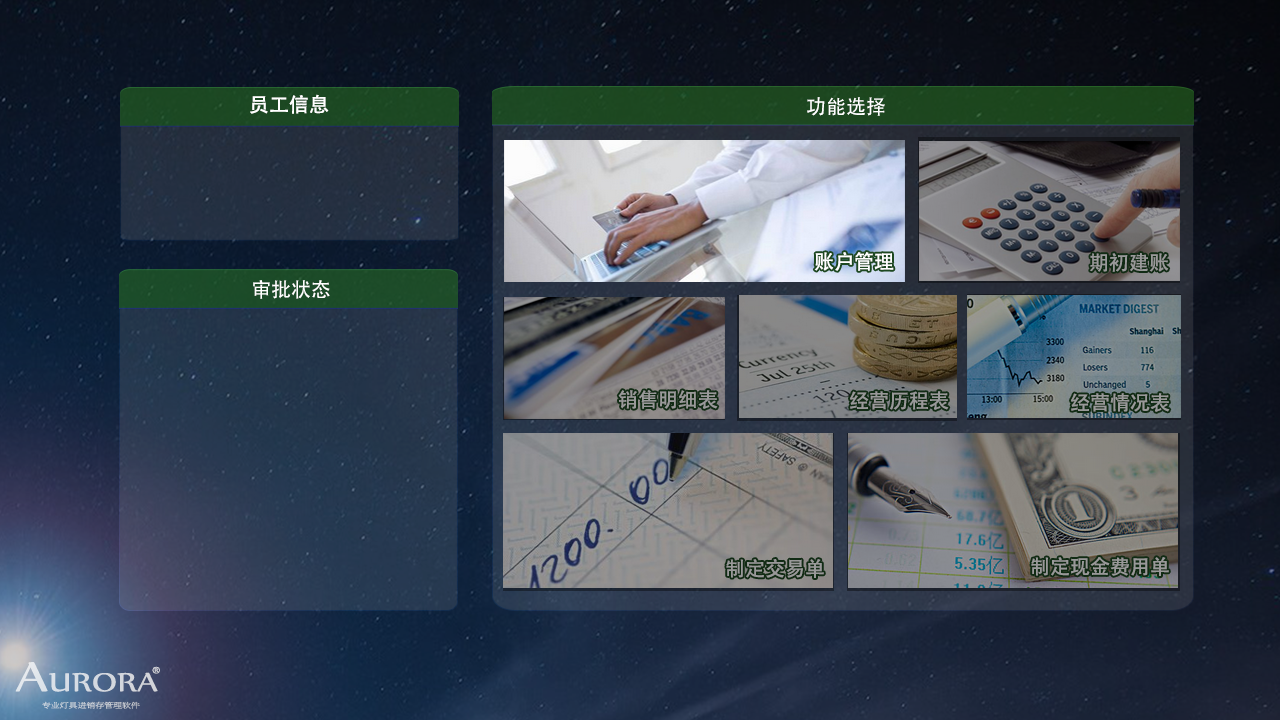 员工信息
功能选择
账户管理
期初建账
审批状态
销售明细表
Currency
Jul 25th
经营历程表
MARKET DIGEST
Shanghai
3300
Gainers 116
2340
Losers 774
3180
Unchanged 5
13:00 15:00
经营情况表
1200. 00
SAFETY
制定交易单
17.6亿
5.35亿
制定现金费用单
AURORA®
专业灯具进销存管理软件